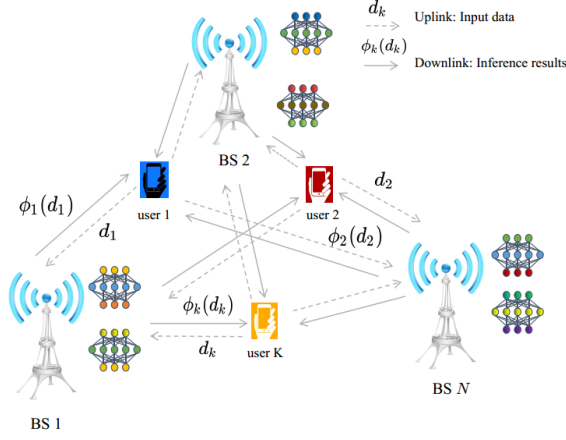 d_k
Uplink: Input data
ϕ_k(d_k)
Downlink: Inference results
BS 2
ϕ_1(d_1)
user 1
user 2
d_2
d_1
ϕ_2(d_2)
ϕ_k(d_k)
user K
d_k
BS N
BS 1